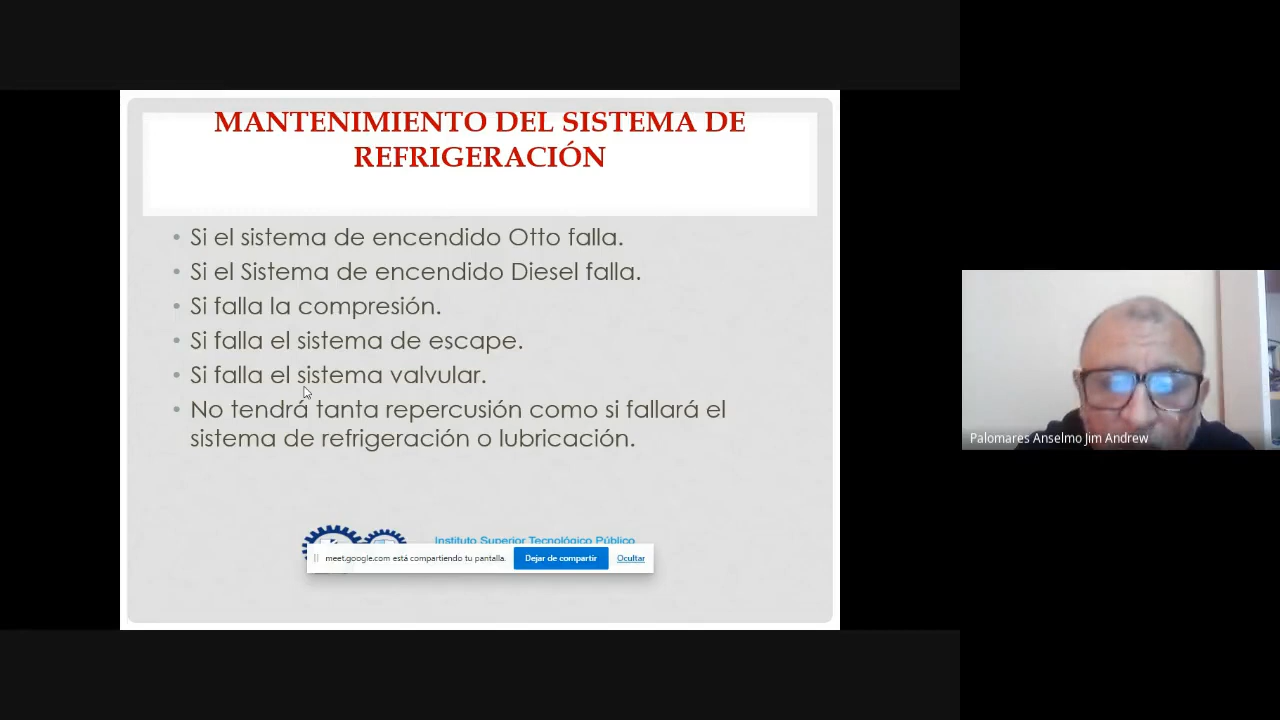 MANTENIMIENTO DEL SISTEMA DE
REFRIGERACIÓN
• Si el sistema de encendido Otto falla.
• Si el Sistema de encendido Diesel falla.
• Si falla la compresión.
• Si falla el sistema de escape.
• Si falla el sistema valvular.
• No tendrá tanta repercusión como si fallará el
sistema de refrigeración o lubricación.
Instituto Superior Tecnológico Público
meet.google.com está compartiendo tu pantalla.
Dejar de compartir
Ocultar
Palomares Anselmo Jim Andrew